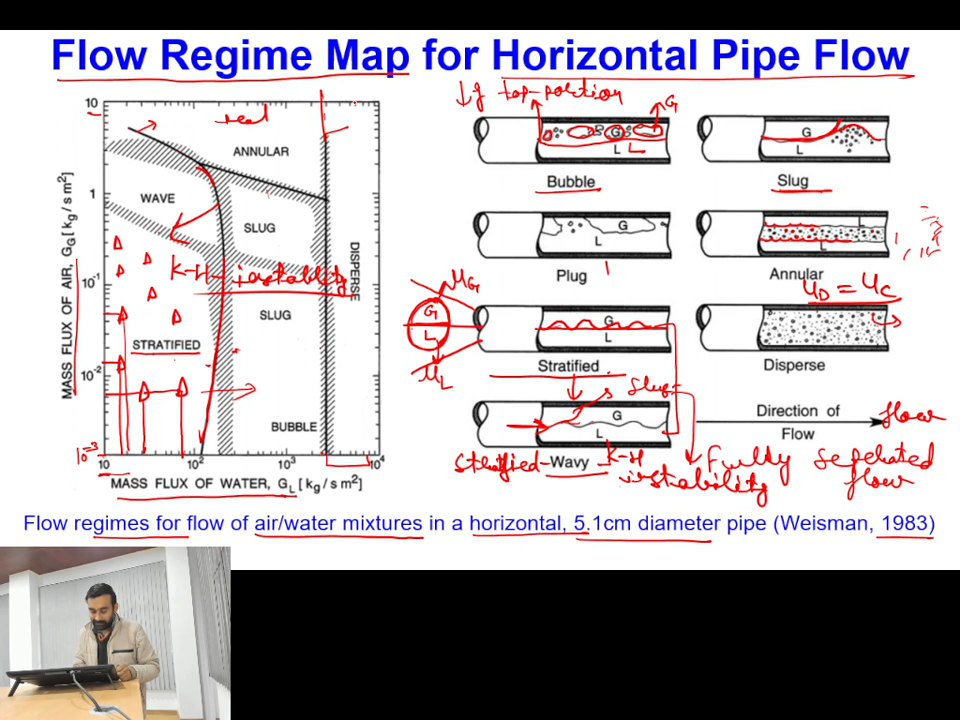 Flow Regime Map for Horizontal Pipe Flow
10
1
10⁻¹
10⁻²
10⁻³
10
10²
10³
10⁴
MASS FLUX OF AIR, G_G [kg/s m²]
MASS FLUX OF WATER, G_L [kg/s m²]
ANNULAR
WAVE
SLUG
DISPERSE
K-H-instability
SLUG
STRATIFIED
BUBBLE
↓g top-portion
G
G
L L
Bubble
G
L
Slug
G
L
Plug
L
L
Annular
u_D = u_C
μ_G
G
L
μ_L
G
L
Stratified
Disperse
slug
G
L
Stratified-Wavy
K-H
instability
Direction of
Flow
flow
Fully seperated
flow
Flow regimes for flow of air/water mixtures in a horizontal, 5.1cm diameter pipe (Weisman, 1983)